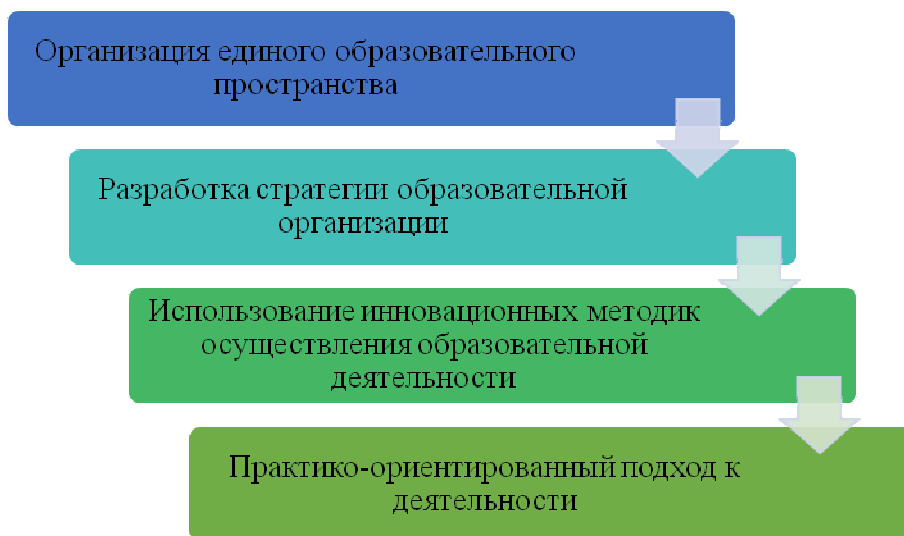 Организация единого образовательного
пространства
Разработка стратегии образовательной
организации
Использование инновационных методик
осуществления образовательной
деятельности
Практико-ориентированный подход к
деятельности